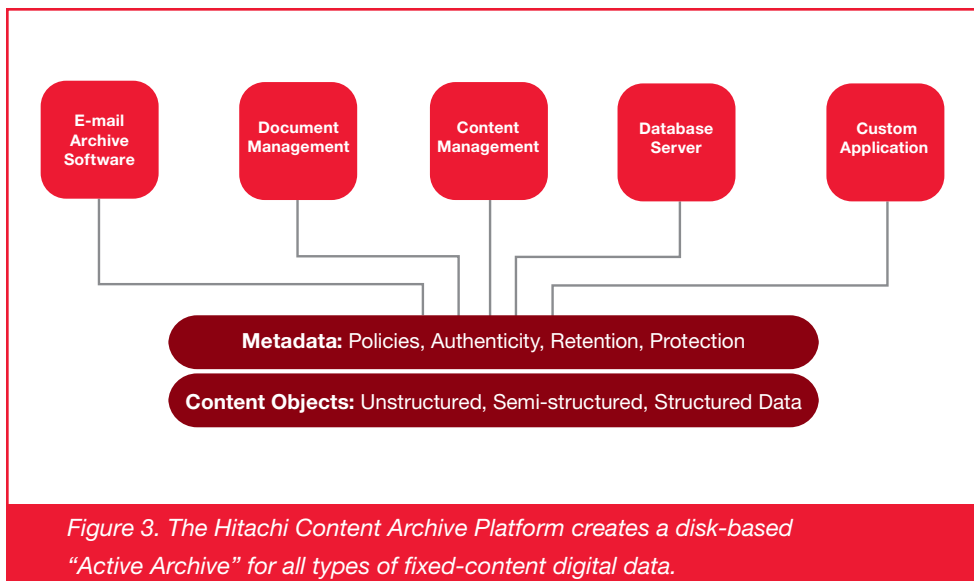 E-mail
Archive
Software
Document
Management
Content
Management
Database
Server
Custom
Application
Metadata: Policies, Authenticity, Retention, Protection
Content Objects: Unstructured, Semi-structured, Structured Data
Figure 3. The Hitachi Content Archive Platform creates a disk-based
“Active Archive” for all types of fixed-content digital data.